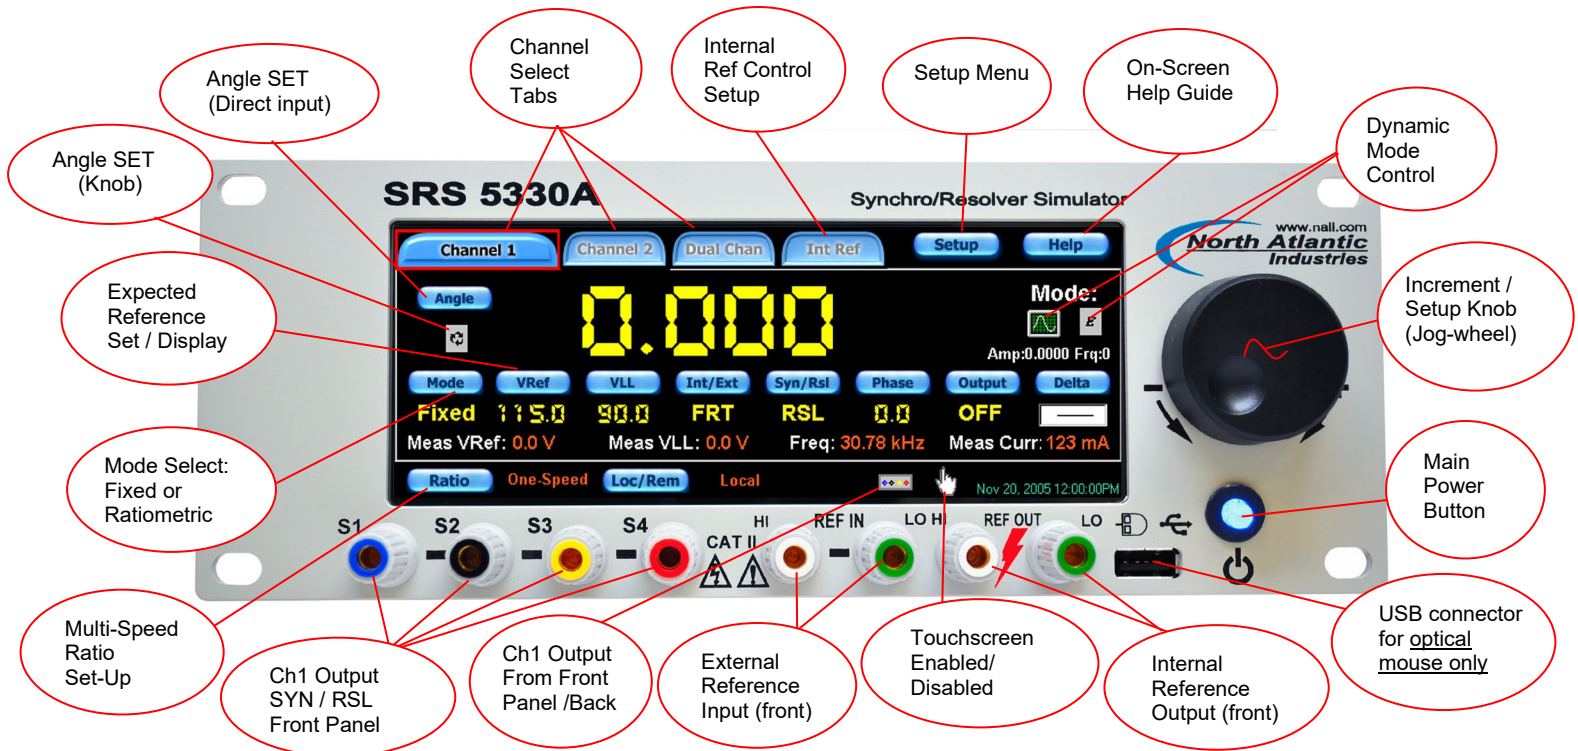 Angle SET
(Direct input)
Channel
Select
Tabs
Internal
Ref Control
Setup
Setup Menu
On-Screen
Help Guide
Dynamic
Mode
Control
Angle SET
(Knob)
SRS 5330A
Synchro/Resolver Simulator
www.naii.com
North Atlantic
Industries
Channel 1
Channel 2
Dual Chan
Int Ref
Setup
Help
Expected
Reference
Set / Display
Increment /
Setup Knob
(Jog-wheel)
Angle
0.000
Mode:
E
Amp:0.0000 Frq:0
Mode VRef VLL Int/Ext Syn/Rsl Phase Output Delta
Fixed 115.0 90.0 FRT RSL 0.0 OFF
Meas VRef: 0.0 V Meas VLL: 0.0 V Freq: 30.78 kHz Meas Curr: 123 mA
Ratio One-Speed Loc/Rem Local
Nov 20, 2005 12:00:00PM
Mode Select:
Fixed or
Ratiometric
Main
Power
Button
S1 S2 S3 S4 CAT II HI REF IN LO HI REF OUT LO
Multi-Speed
Ratio
Set-Up
Ch1 Output
SYN / RSL
Front Panel
Ch1 Output
From Front
Panel /Back
External
Reference
Input (front)
Touchscreen
Enabled/
Disabled
Internal
Reference
Output (front)
USB connector
for optical
mouse only